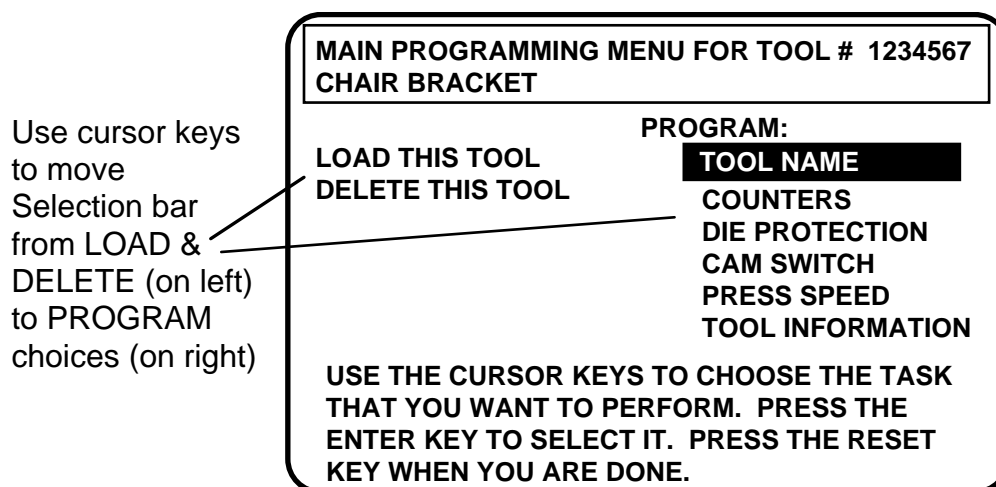 MAIN PROGRAMMING MENU FOR TOOL # 1234567
CHAIR BRACKET
Use cursor keys
to move
Selection bar
from LOAD &
DELETE (on left)
to PROGRAM
choices (on right)
LOAD THIS TOOL
DELETE THIS TOOL
PROGRAM:
TOOL NAME
COUNTERS
DIE PROTECTION
CAM SWITCH
PRESS SPEED
TOOL INFORMATION
USE THE CURSOR KEYS TO CHOOSE THE TASK
THAT YOU WANT TO PERFORM. PRESS THE
ENTER KEY TO SELECT IT. PRESS THE RESET
KEY WHEN YOU ARE DONE.